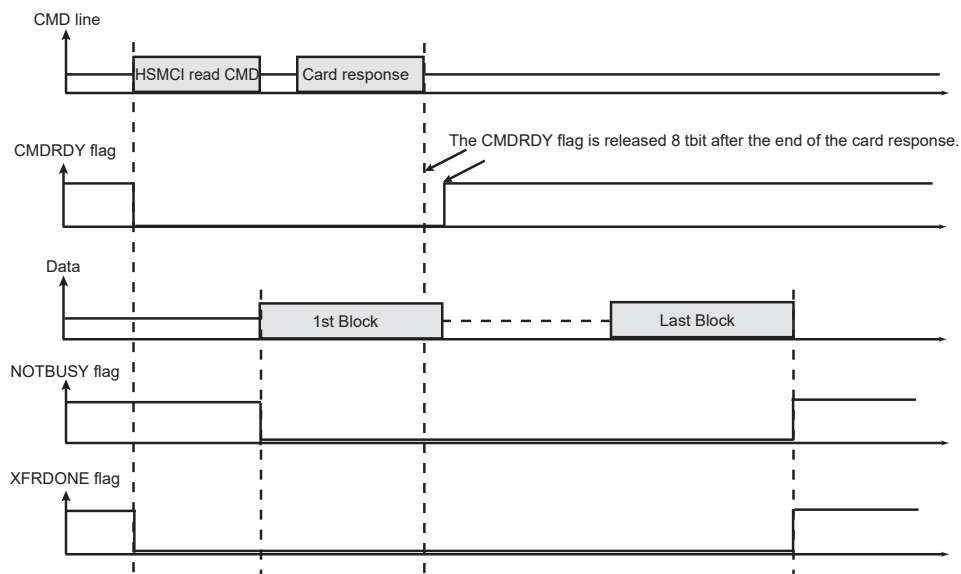 CMD line
HSMCI read CMD
Card response
The CMDRDY flag is released 8 tbit after the end of the card response.
CMDRDY flag
Data
1st Block
Last Block
NOTBUSY flag
XFRDONE flag